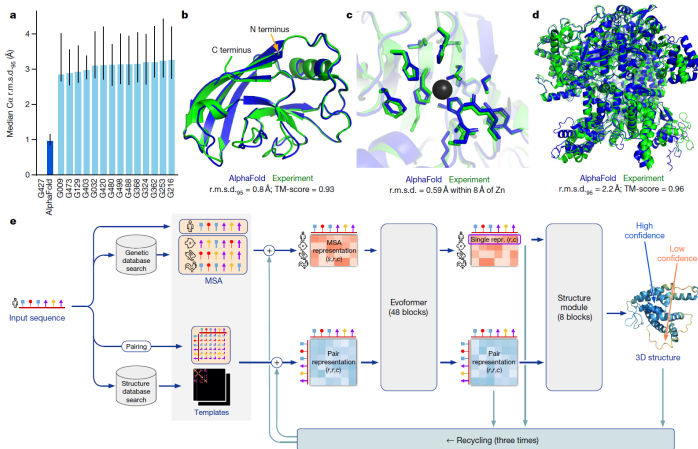 a
Median Cα r.m.s.d.95 (Å)
4
3
2
1
0
G427
AlphaFold
G009
G473
G129
G403
G032
G420
G480
G498
G488
G368
G324
G362
G253
G216
b
N terminus
C terminus
AlphaFold Experiment
r.m.s.d.95 = 0.8 Å; TM-score = 0.93
c
AlphaFold Experiment
r.m.s.d. = 0.59 Å within 8 Å of Zn
d
AlphaFold Experiment
r.m.s.d.95 = 2.2 Å; TM-score = 0.96
e
Input sequence
Genetic
database
search
MSA
Pairing
Structure
database
search
Templates
+
+
MSA
representation
(s,r,c)
Pair
representation
(r,r,c)
Evoformer
(48 blocks)
Single repr. (r,c)
Pair
representation
(r,r,c)
Structure
module
(8 blocks)
High
confidence
Low
confidence
3D structure
← Recycling (three times)